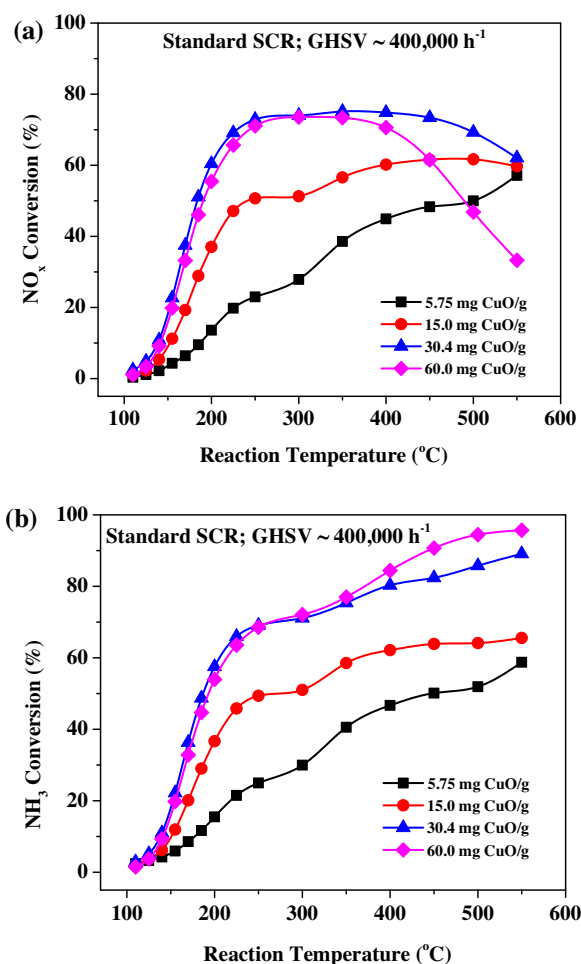 (a)
Standard SCR; GHSV ~ 400,000 h⁻¹
NOₓ Conversion (%)
100
80
60
40
20
0
5.75 mg CuO/g
15.0 mg CuO/g
30.4 mg CuO/g
60.0 mg CuO/g
100 200 300 400 500 600
Reaction Temperature (°C)
(b)
Standard SCR; GHSV ~ 400,000 h⁻¹
NH₃ Conversion (%)
100
80
60
40
20
0
5.75 mg CuO/g
15.0 mg CuO/g
30.4 mg CuO/g
60.0 mg CuO/g
100 200 300 400 500 600
Reaction Temperature (°C)